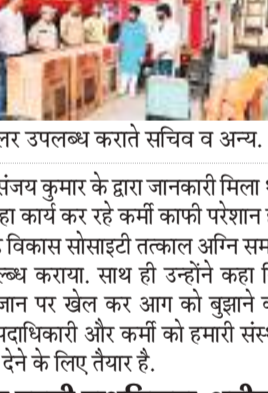 लर उपलब्ध कराते सचिव व अन्य.
संजय कुमार के द्वारा जानकारी मिला
हा कार्य कर रहे कर्मी काफी परेशान
विकास सोसाइटी तत्काल अग्नि सम
ब्ध कराया. साथ ही उन्होंने कहा
जान पर खेल कर आग को बुझाने
पदाधिकारी और कर्मी को हमारी संस्
देने के लिए तैयार है.